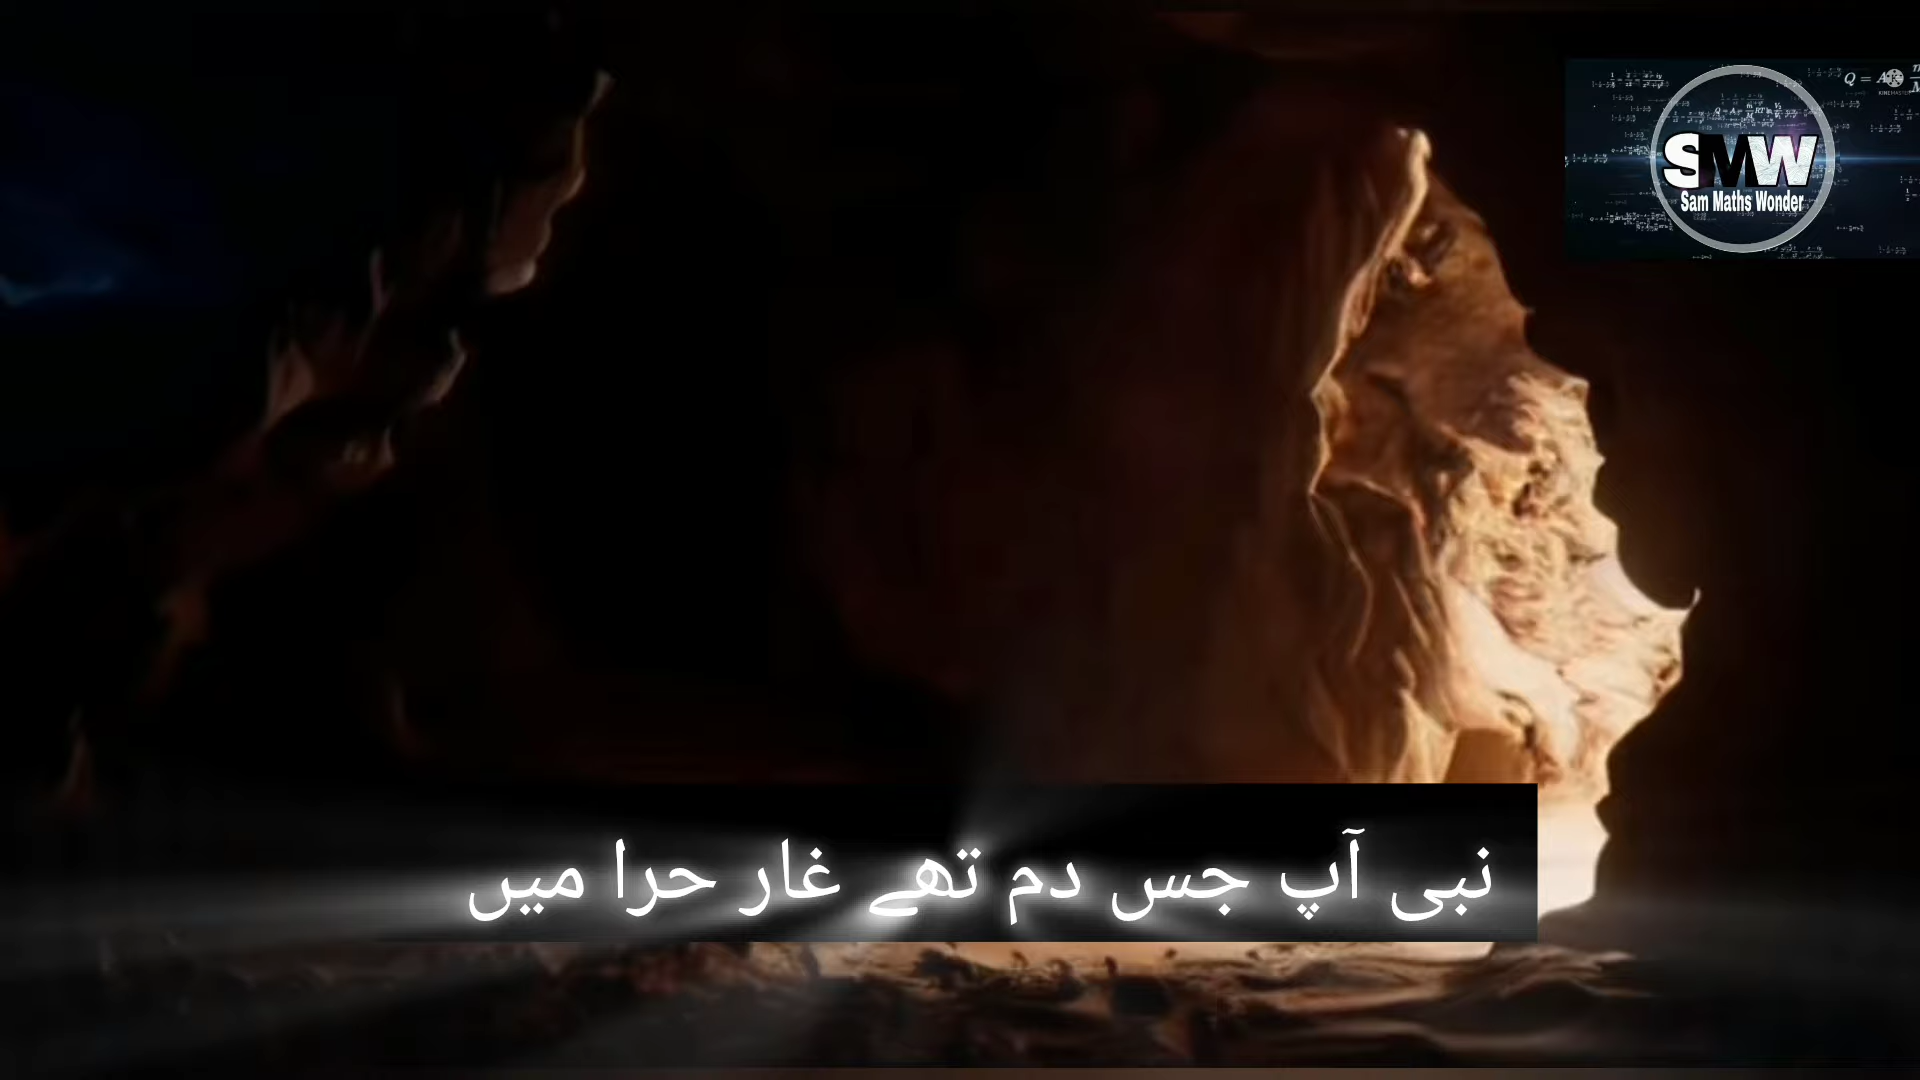 SMW
Sam Maths Wonder
نبی آپ جس دم تھے غار حرا میں